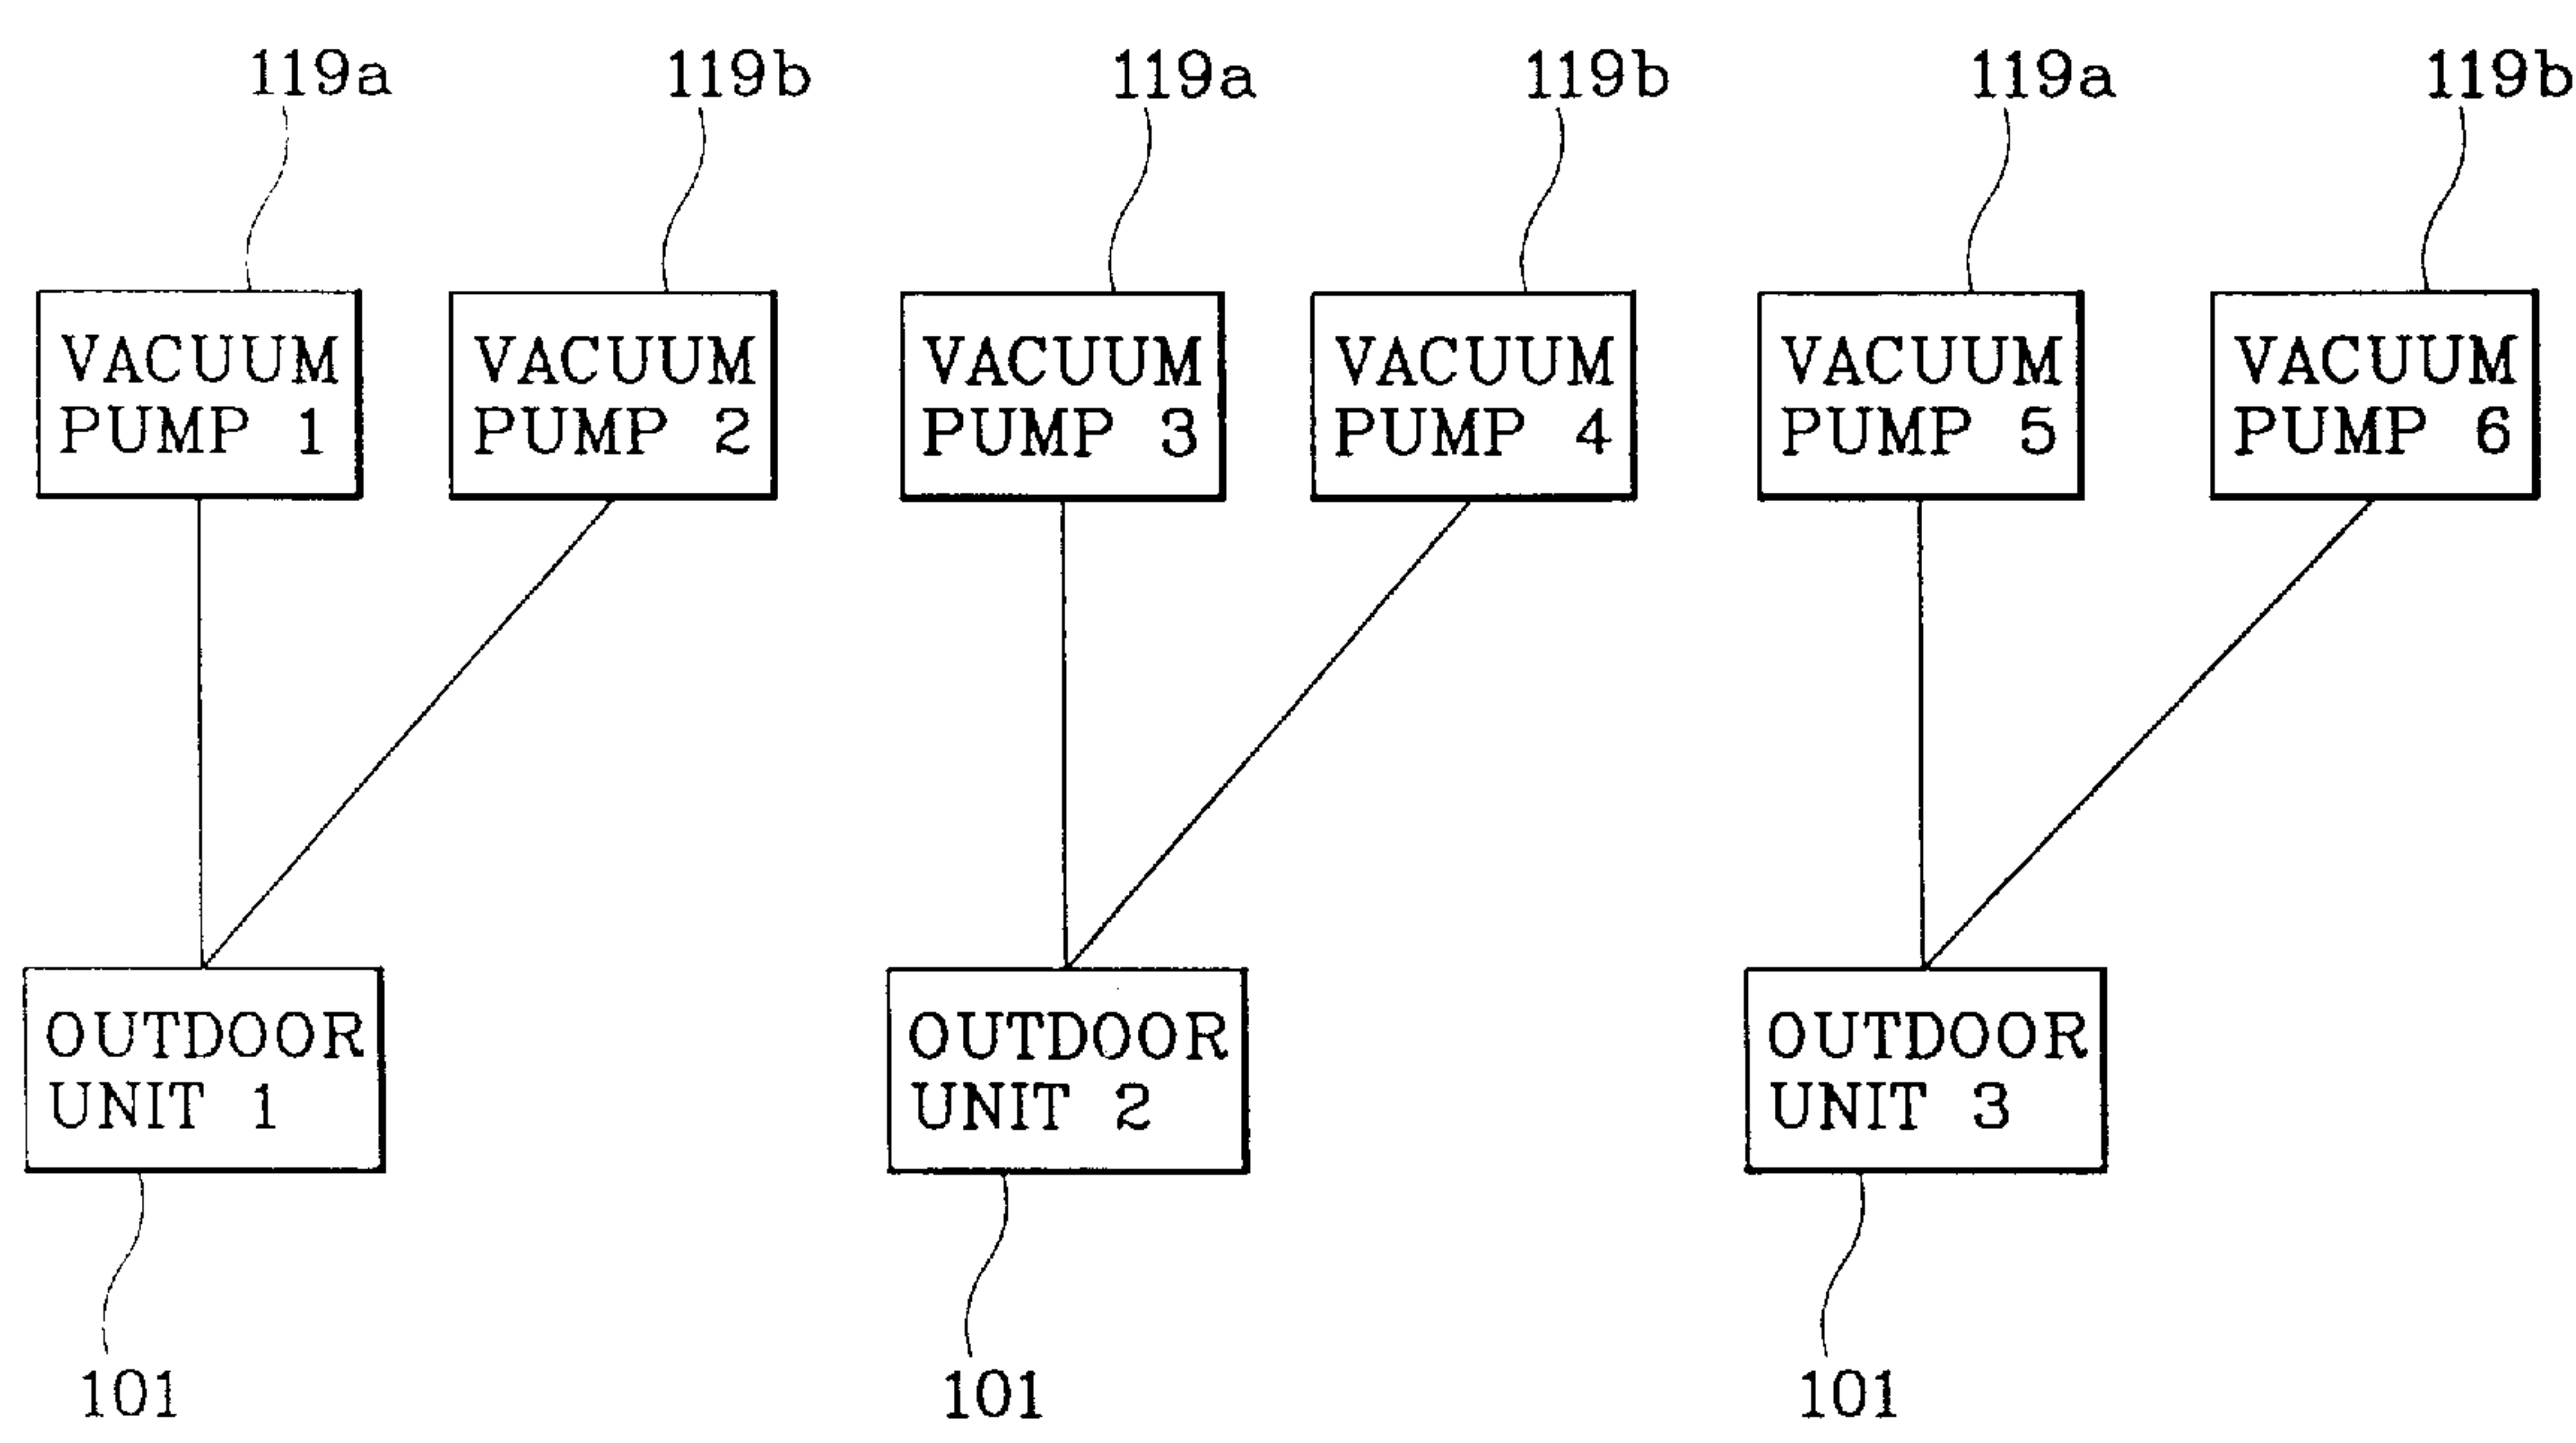 119a 119b 119a 119b 119a 119b
VACUUM VACUUM VACUUM VACUUM VACUUM VACUUM
PUMP 1 PUMP 2 PUMP 3 PUMP 4 PUMP 5 PUMP 6
OUTDOOR OUTDOOR OUTDOOR
UNIT 1 UNIT 2 UNIT 3
101 101 101